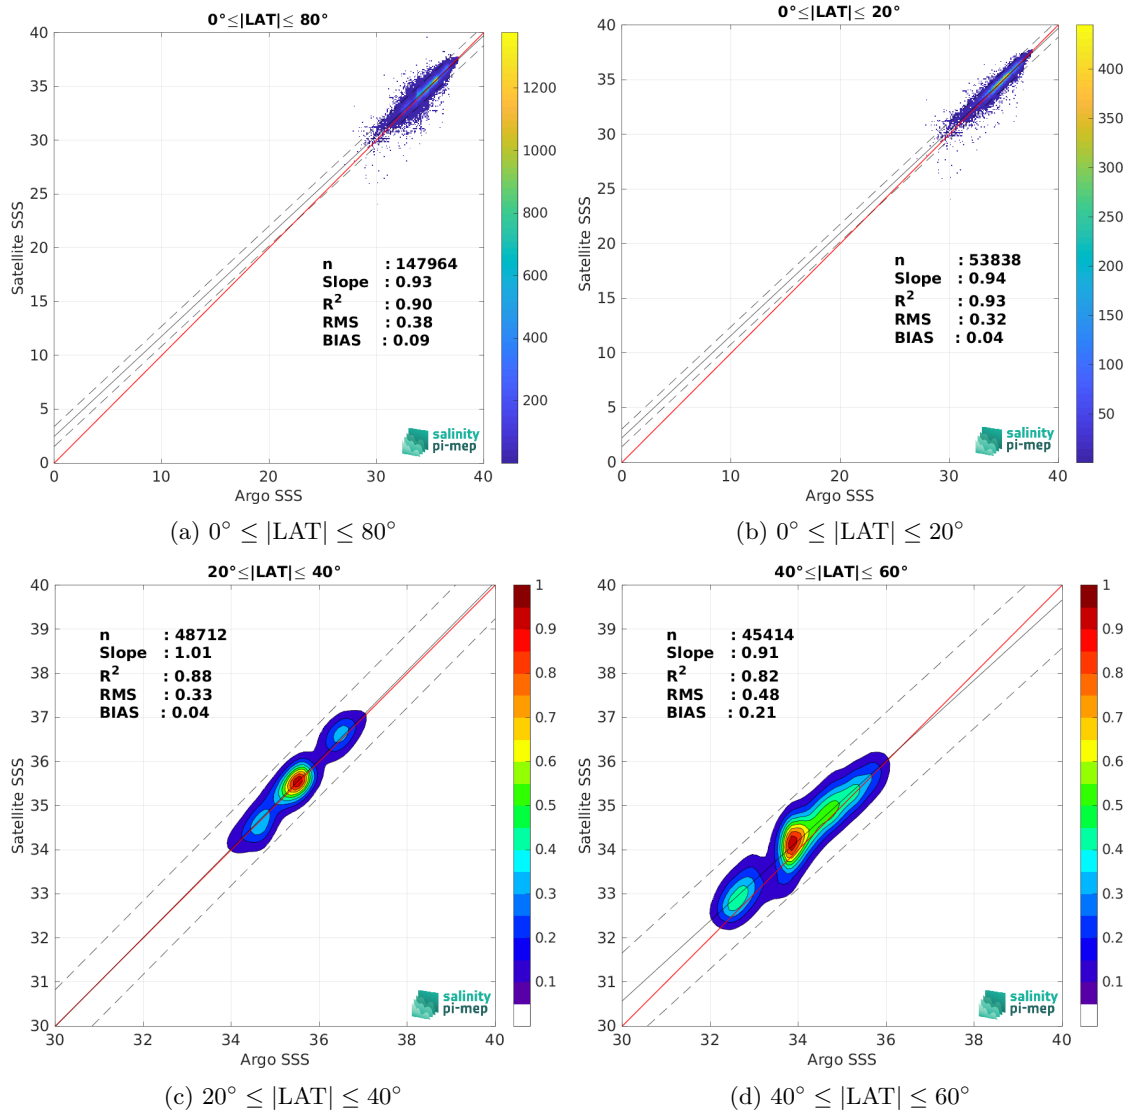 0°≤|LAT|≤ 80°
40
35
30
25
20
15
10
5
0
0
10
20
30
40
Satellite SSS
Argo SSS
n : 147964
Slope : 0.93
R² : 0.90
RMS : 0.38
BIAS : 0.09
salinity
pi-mep
1200
1000
800
600
400
200
(a) 0° ≤ |LAT| ≤ 80°
0°≤|LAT|≤ 20°
40
35
30
25
20
15
10
5
0
0
10
20
30
40
Satellite SSS
Argo SSS
n : 53838
Slope : 0.94
R² : 0.93
RMS : 0.32
BIAS : 0.04
salinity
pi-mep
400
350
300
250
200
150
100
50
(b) 0° ≤ |LAT| ≤ 20°
20°≤|LAT|≤ 40°
40
39
38
37
36
35
34
33
32
31
30
30
32
34
36
38
40
Satellite SSS
Argo SSS
n : 48712
Slope : 1.01
R² : 0.88
RMS : 0.33
BIAS : 0.04
salinity
pi-mep
1
0.9
0.8
0.7
0.6
0.5
0.4
0.3
0.2
0.1
(c) 20° ≤ |LAT| ≤ 40°
40°≤|LAT|≤ 60°
40
39
38
37
36
35
34
33
32
31
30
30
32
34
36
38
40
Satellite SSS
Argo SSS
n : 45414
Slope : 0.91
R² : 0.82
RMS : 0.48
BIAS : 0.21
salinity
pi-mep
1
0.9
0.8
0.7
0.6
0.5
0.4
0.3
0.2
0.1
(d) 40° ≤ |LAT| ≤ 60°